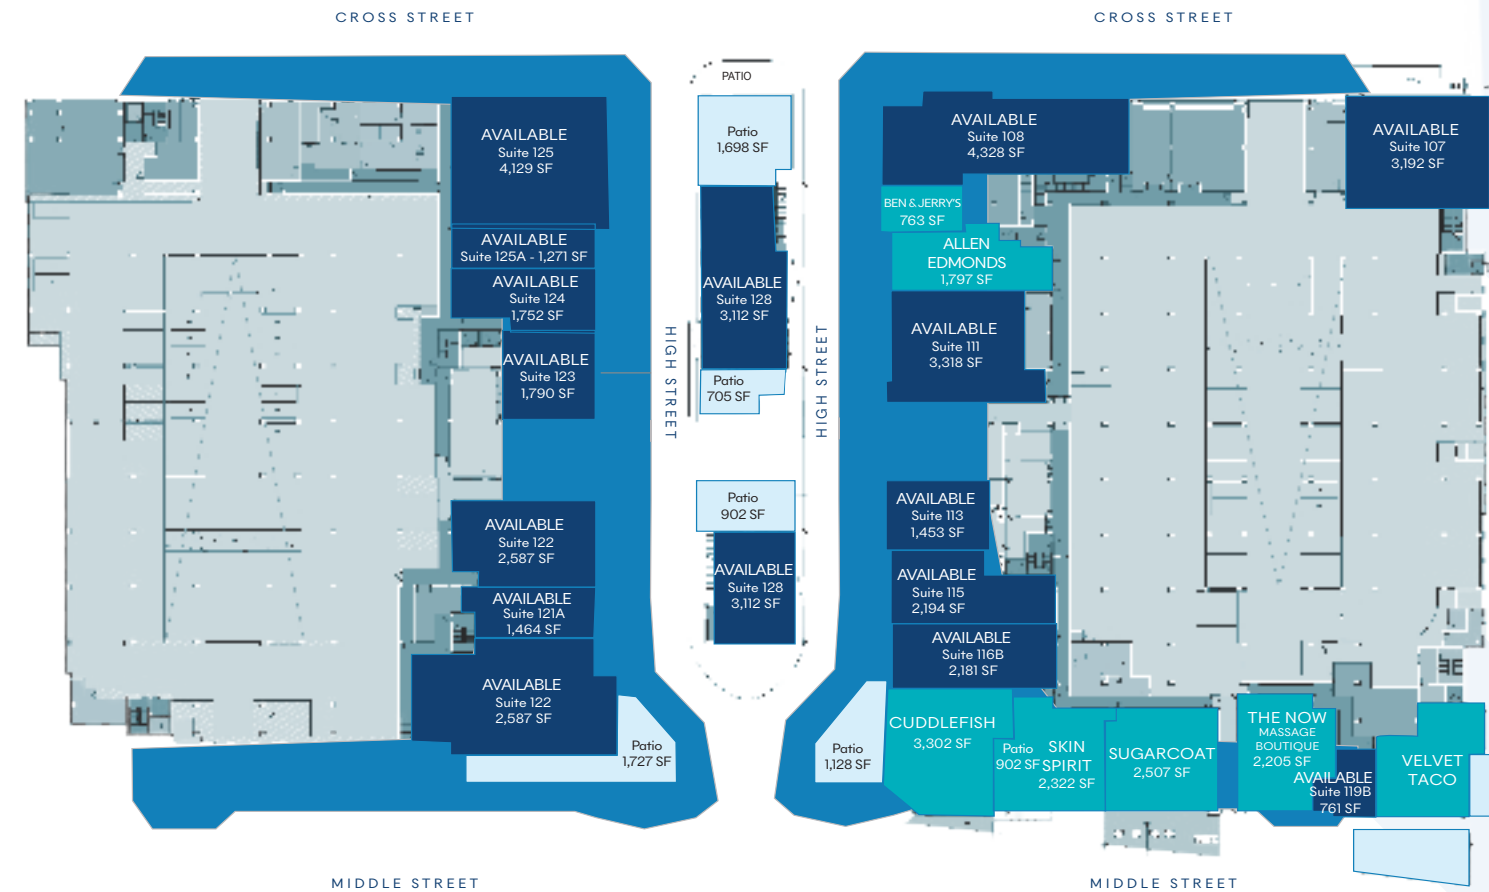 CROSS STREET
CROSS STREET
AVAILABLE
Suite 125
4,129 SF
AVAILABLE
Suite 125A - 1,271 SF
AVAILABLE
Suite 124
1,752 SF
AVAILABLE
Suite 123
1,790 SF
AVAILABLE
Suite 122
2,587 SF
AVAILABLE
Suite 121A
1,464 SF
AVAILABLE
Suite 122
2,587 SF
Patio
1,727 SF
HIGH STREET
PATIO
Patio
1,698 SF
AVAILABLE
Suite 128
3,112 SF
Patio
705 SF
Patio
902 SF
AVAILABLE
Suite 128
3,112 SF
HIGH STREET
AVAILABLE
Suite 108
4,328 SF
BEN & JERRY'S
763 SF
ALLEN
EDMONDS
1,797 SF
AVAILABLE
Suite 111
3,318 SF
AVAILABLE
Suite 113
1,453 SF
AVAILABLE
Suite 115
2,194 SF
AVAILABLE
Suite 116B
2,181 SF
Patio
1,128 SF
CUDDLEFISH
3,302 SF
Patio
902 SF
SKIN
SPIRIT
2,322 SF
SUGARCOAT
2,507 SF
THE NOW
MASSAGE
BOUTIQUE
2,205 SF
AVAILABLE
Suite 119B
761 SF
VELVET
TACO
AVAILABLE
Suite 107
3,192 SF
MIDDLE STREET
MIDDLE STREET